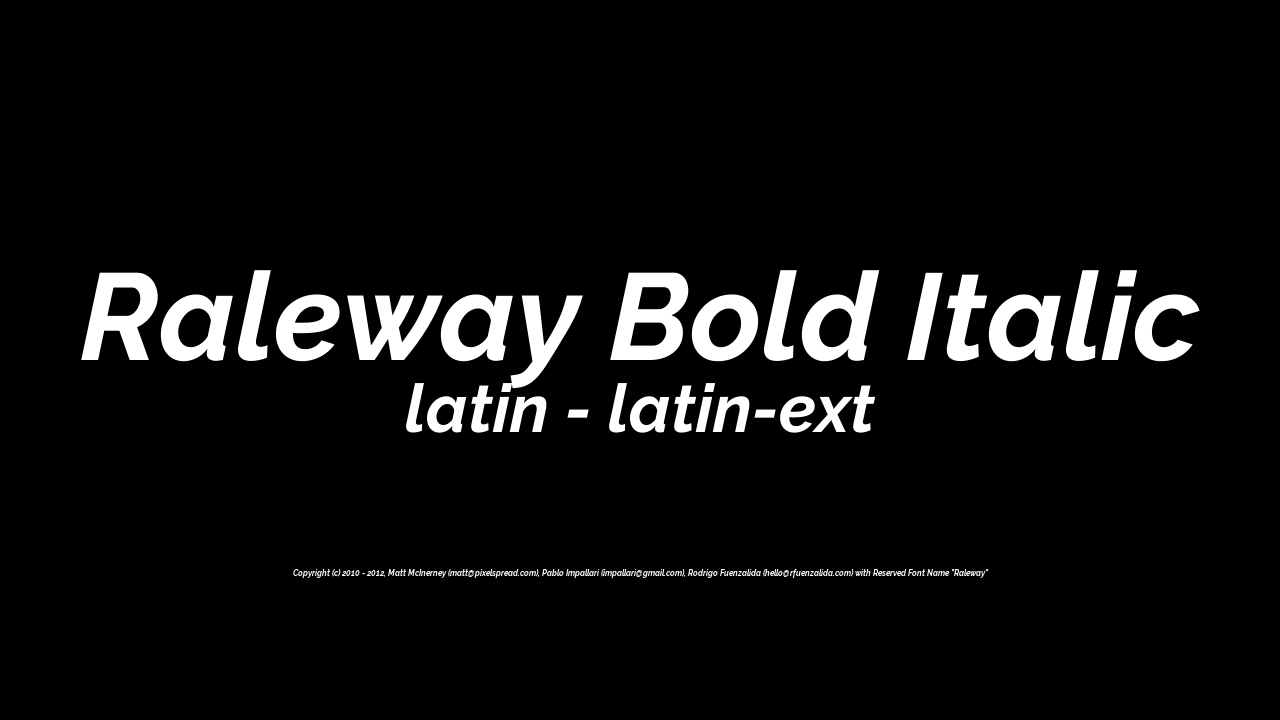 Raleway Bold Italic
latin - latin-ext
Copyright (c) 2010 - 2012, Matt McInerney (matt@pixelspread.com), Pablo Impallari (impallari@gmail.com), Rodrigo Fuenzalida (hello@rfuenzalida.com) with Reserved Font Name "Raleway"